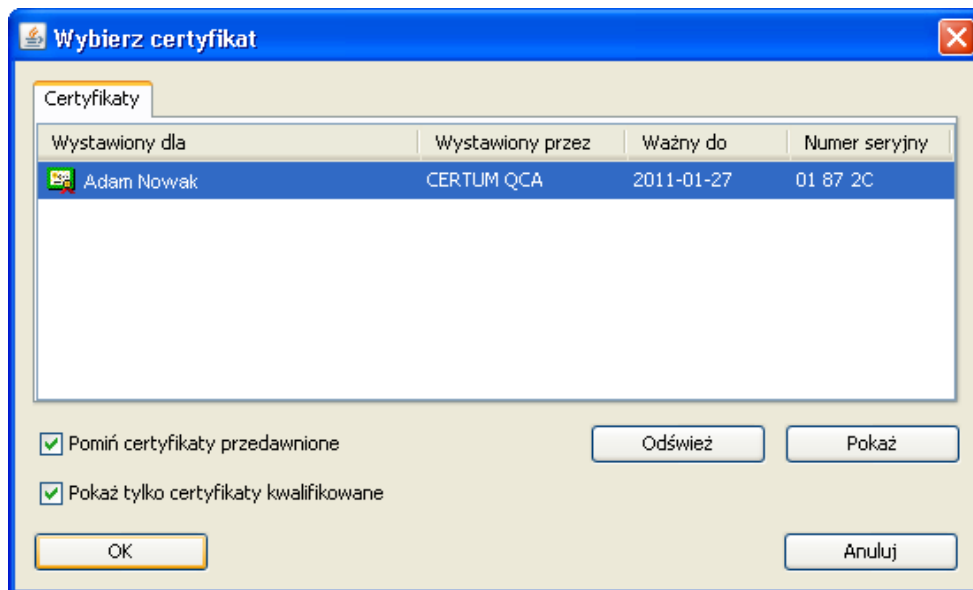 Wybierz certyfikat
Certyfikaty
Wystawiony dla Wystawiony przez Ważny do Numer seryjny
Adam Nowak CERTUM QCA 2011-01-27 01 87 2C
Pomiń certyfikaty przedawnione Odśwież Pokaż
Pokaż tylko certyfikaty kwalifikowane
OK Anuluj